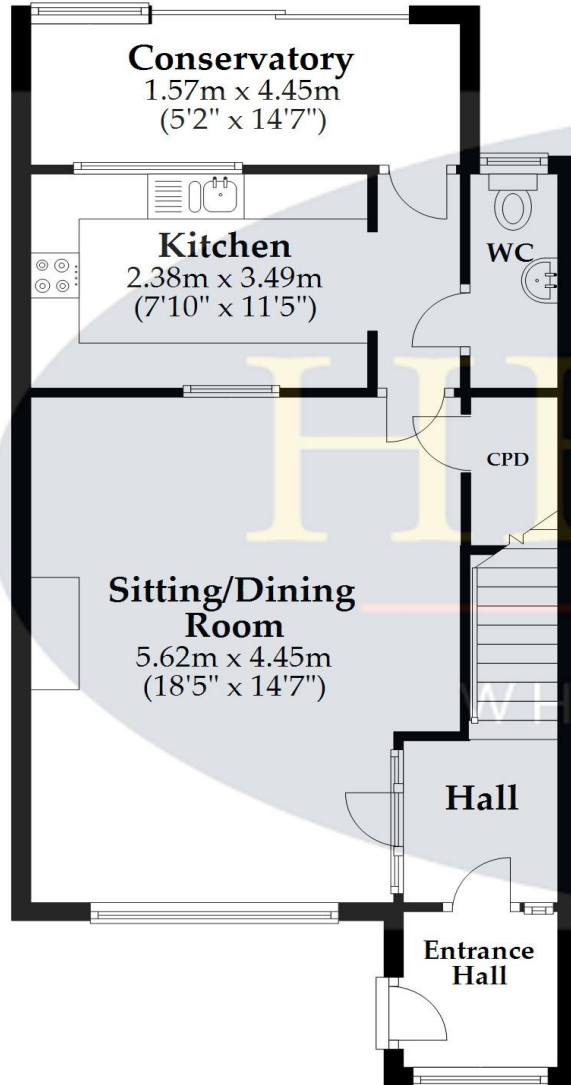 Conservatory
1.57m x 4.45m
(5'2" x 14'7")
Kitchen
2.38m x 3.49m
(7'10" x 11'5")
WC
CPD
Sitting/Dining
Room
5.62m x 4.45m
(18'5" x 14'7")
Hall
Entrance
Hall
H
WH